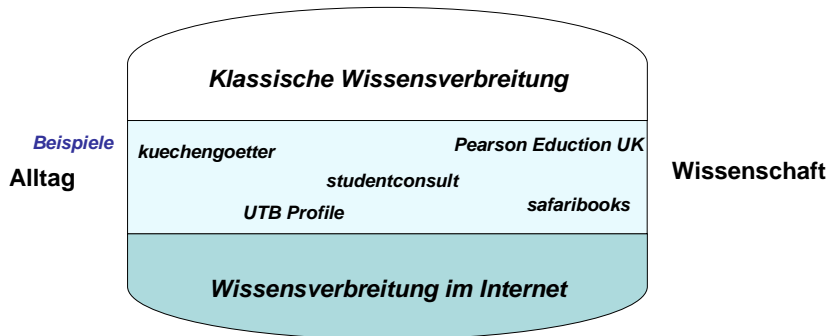 Klassische Wissensverbreitung
Beispiele
Alltag
kuechengoetter
Pearson Eduction UK
studentconsult
UTB Profile
safaribooks
Wissenschaft
Wissensverbreitung im Internet